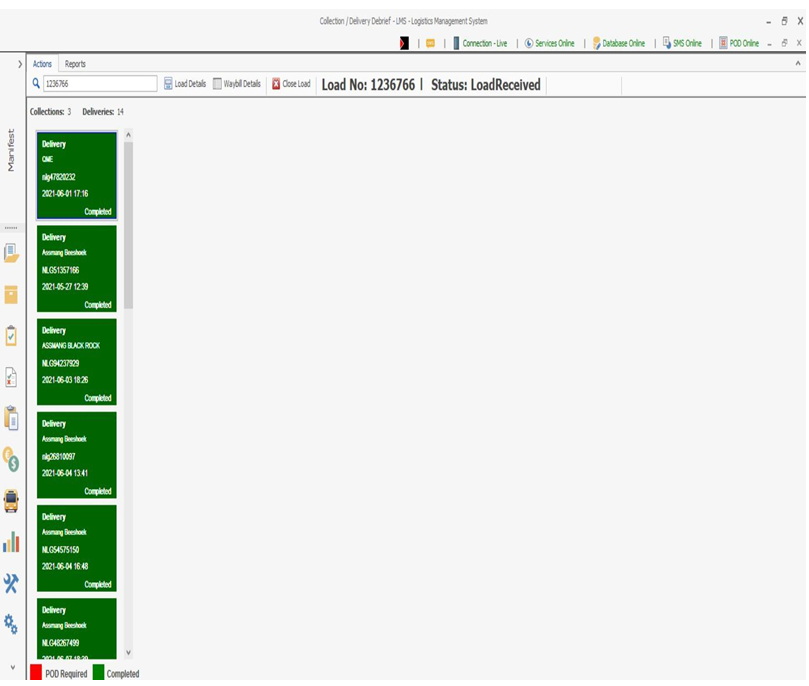 Collection / Delivery Debrief - LMS - Logistics Management System
Connection - Live | Services Online | Database Online | SMS Online | POD Online
Actions Reports
1236766 Load Details Waybill Details Close Load Load No: 1236766 | Status: LoadReceived
Collections: 3 Deliveries: 14
Manifest
Delivery
QME
nlg47820232
2021-06-01 17:16
Completed
Delivery
Assmang Beeshoek
NLG51357166
2021-05-27 12:39
Completed
Delivery
ASSMANG BLACK ROCK
NLG94237929
2021-06-03 18:26
Completed
Delivery
Assmang Beeshoek
nlg26810097
2021-06-04 13:41
Completed
Delivery
Assmang Beeshoek
NLG54575150
2021-06-04 16:48
Completed
Delivery
Assmang Beeshoek
NLG48267499
POD Required Completed